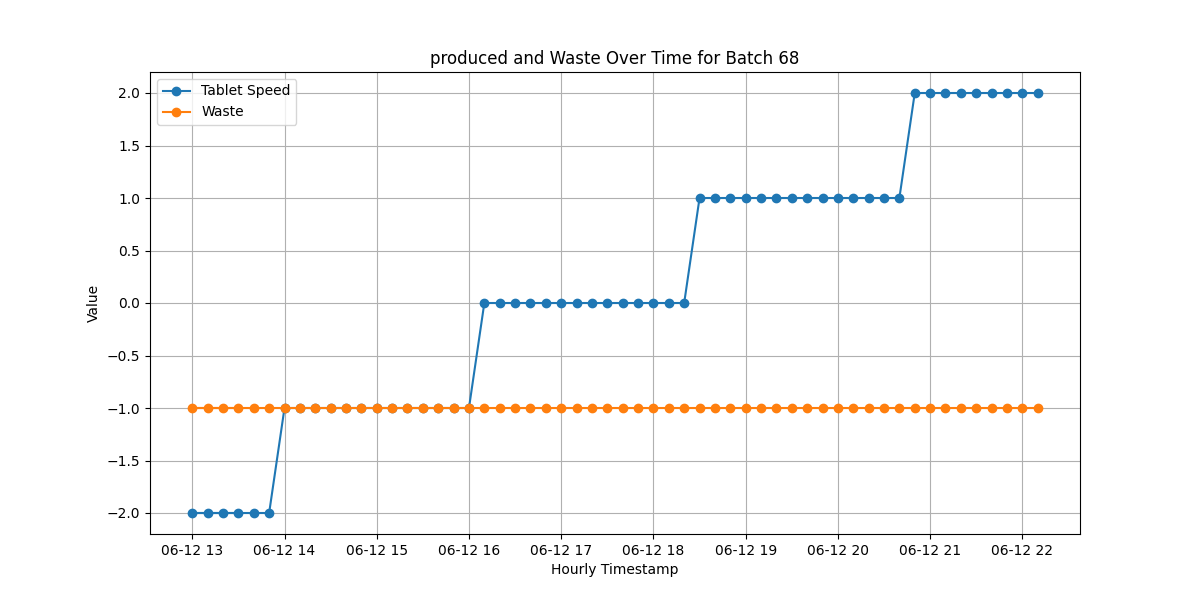 produced and Waste Over Time for Batch 68
Tablet Speed
Waste
2.0
1.5
1.0
0.5
0.0
−0.5
−1.0
−1.5
−2.0
Value
06-12 13 06-12 14 06-12 15 06-12 16 06-12 17 06-12 18 06-12 19 06-12 20 06-12 21 06-12 22
Hourly Timestamp